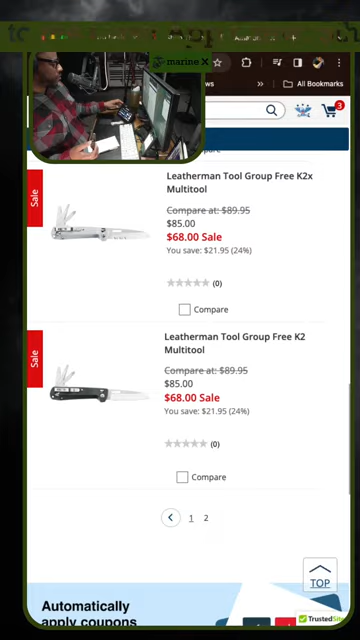 marine ×
All Bookmarks
3
Sale
Leatherman Tool Group Free K2x
Multitool
Compare at: $89.95
$85.00
$68.00 Sale
You save: $21.95 (24%)
(0)
Compare
Sale
Leatherman Tool Group Free K2
Multitool
Compare at: $89.95
$85.00
$68.00 Sale
You save: $21.95 (24%)
(0)
Compare
1 2
TOP
Automatically
apply coupons
TrustedSite